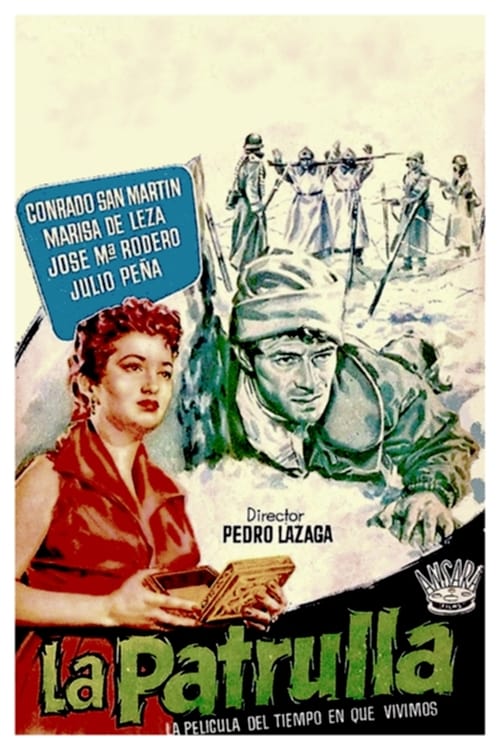 CONRADO SAN MARTIN
MARISA DE LEZA
JOSE Mª RODERO
JULIO PEÑA
Director
PEDRO LAZAGA
ANSARA
FILMS
La Patrulla
LA PELICULA DEL TIEMPO EN QUE VIVIMOS